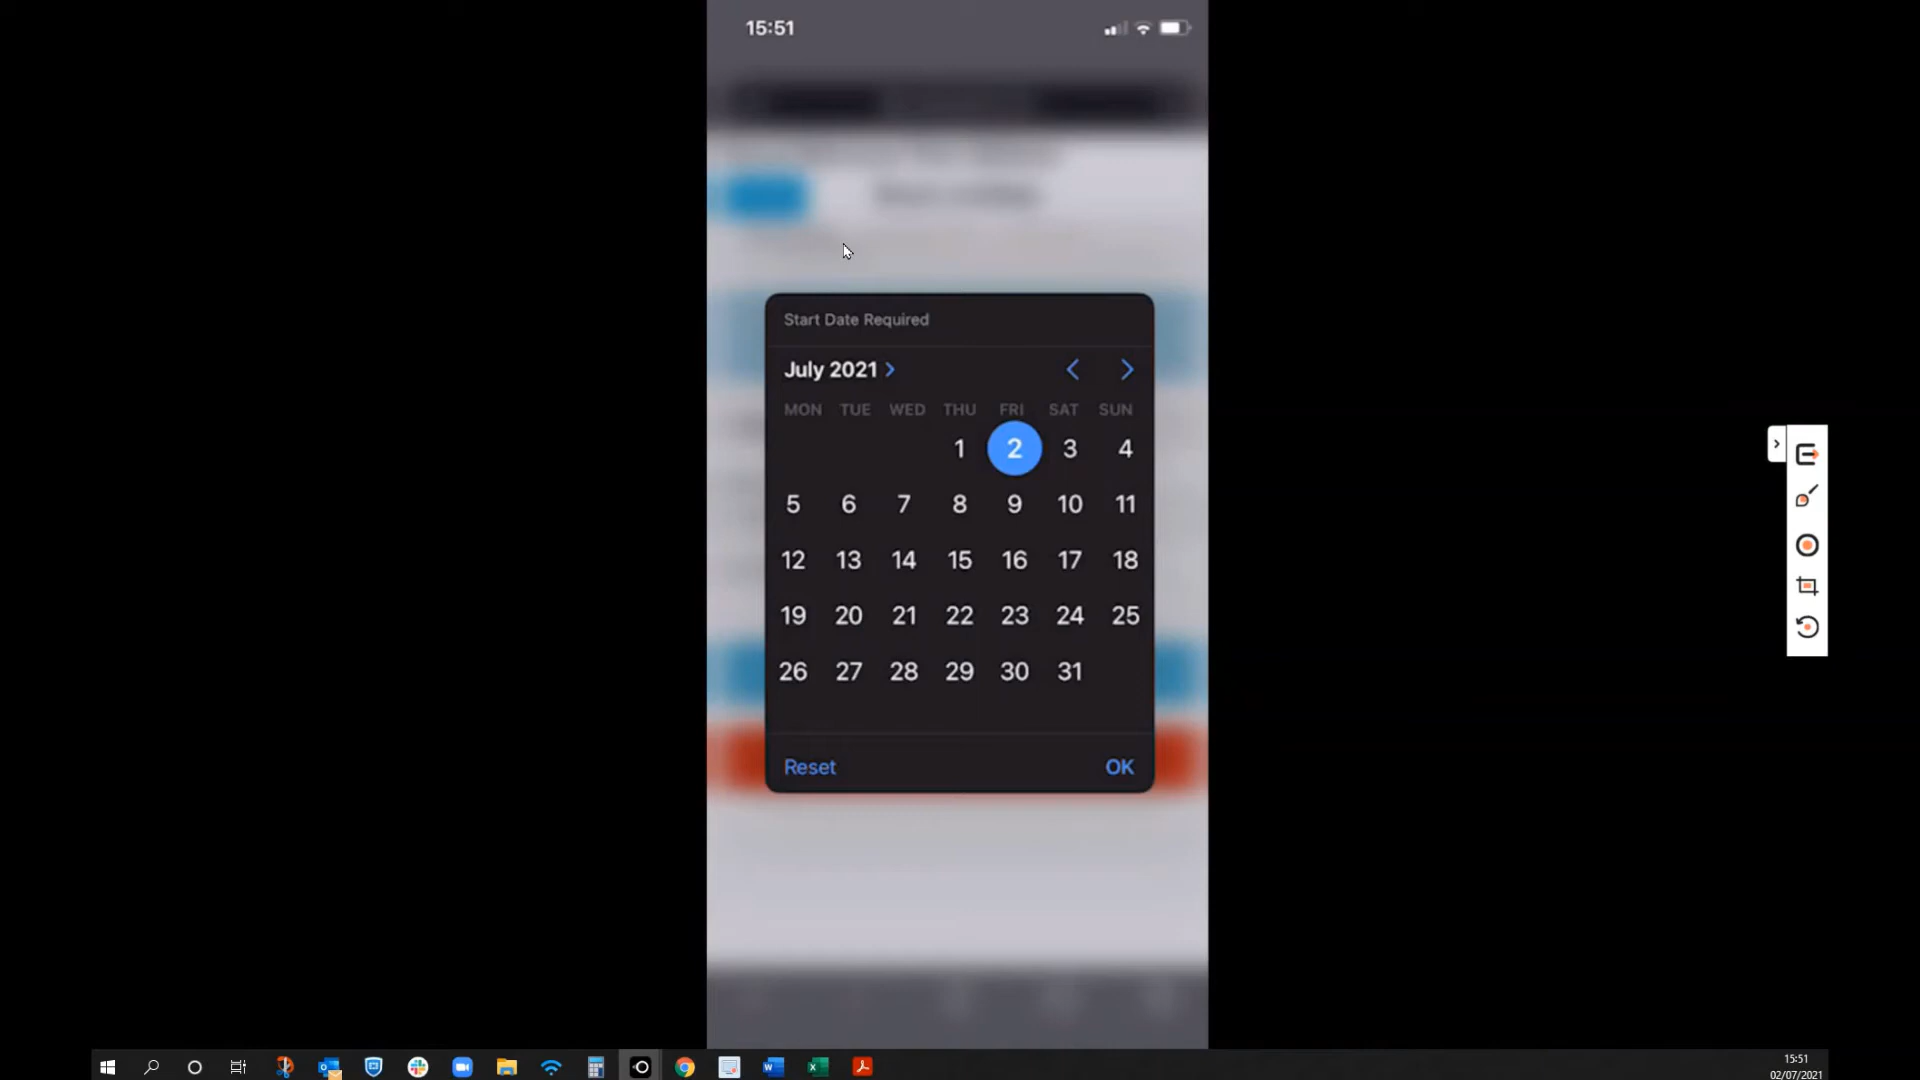 15:51
Start Date Required
July 2021
MON TUE WED THU FRI SAT SUN
1 2 3 4
5 6 7 8 9 10 11
12 13 14 15 16 17 18
19 20 21 22 23 24 25
26 27 28 29 30 31
Reset OK
15:51
02/07/2021